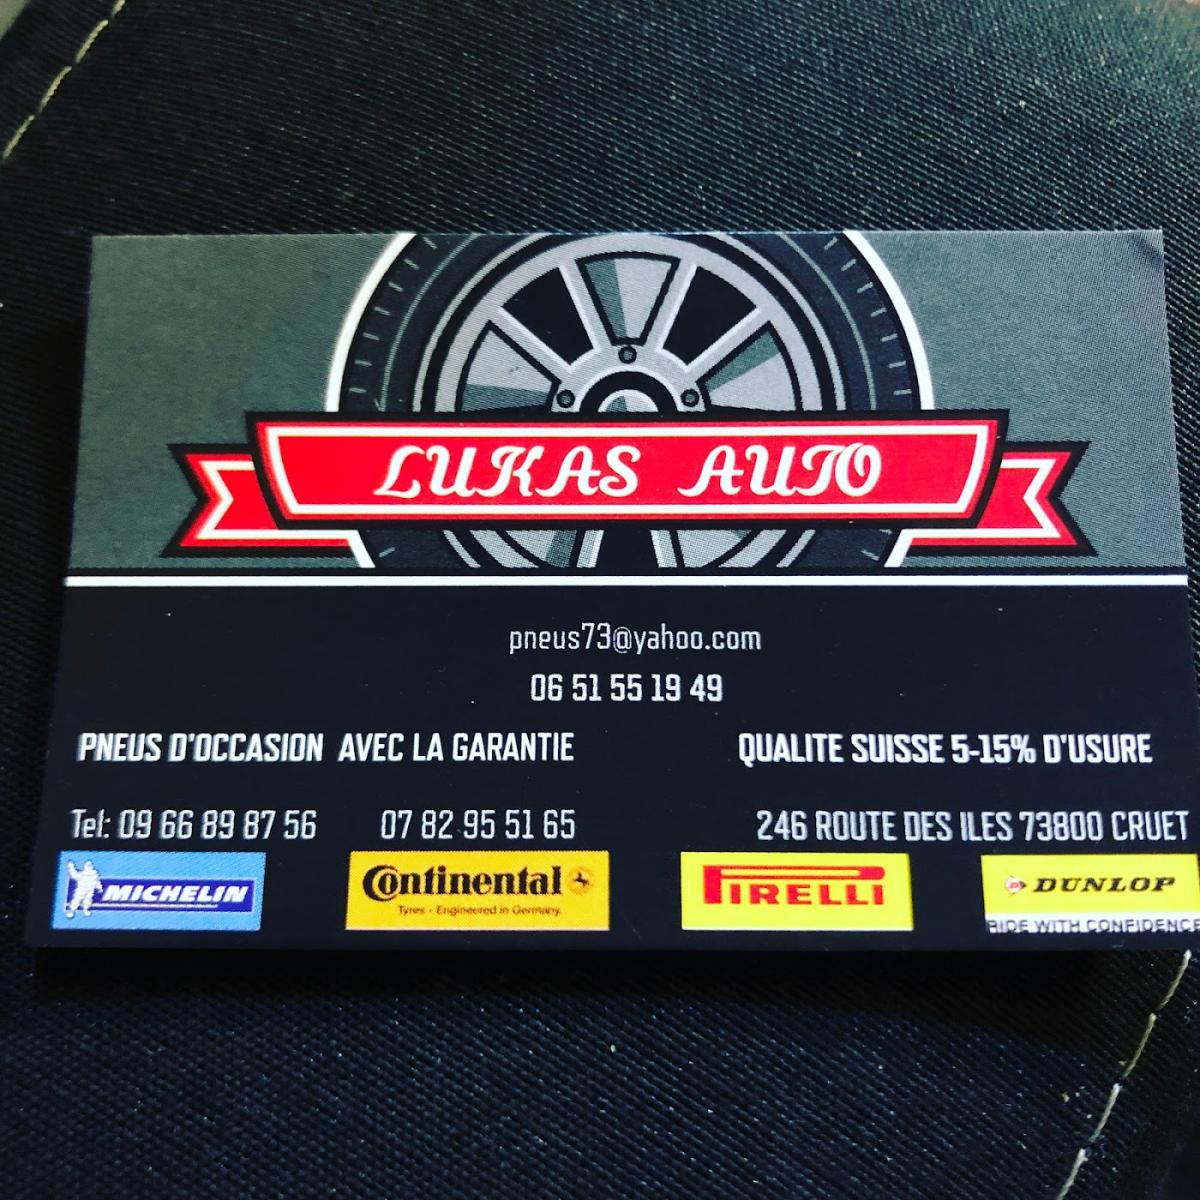 LUKAS AUTO
pneus73@yahoo.com
06 51 55 19 49
PNEUS D'OCCASION AVEC LA GARANTIE QUALITE SUISSE 5-15% D'USURE
Tel: 09 66 89 87 56 07 82 95 51 65 246 ROUTE DES ILES 73800 CRUET
MICHELIN Continental PIRELLI DUNLOP
Tyres - Engineered in Germany. RIDE WITH CONFIDENCE